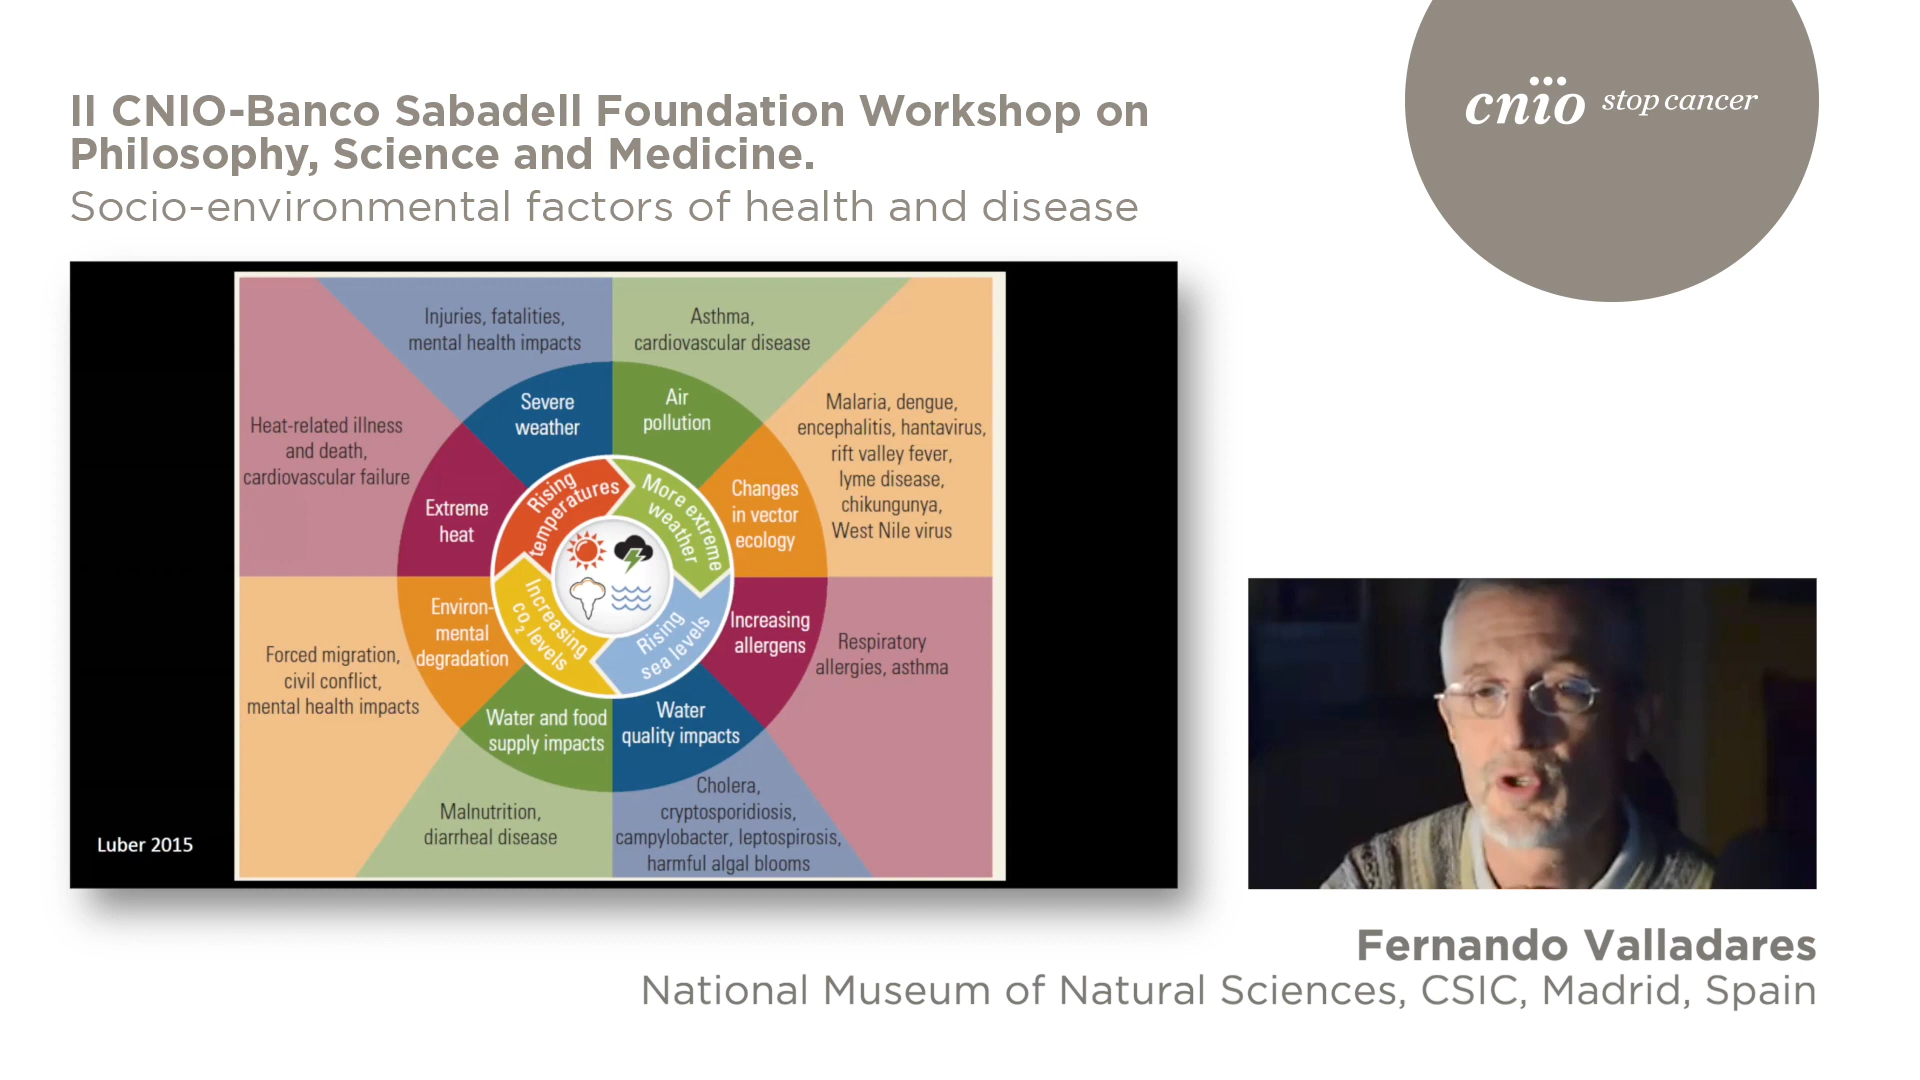 II CNIO-Banco Sabadell Foundation Workshop on
Philosophy, Science and Medicine.
Socio-environmental factors of health and disease
cnio stop cancer
Injuries, fatalities,
mental health impacts
Asthma,
cardiovascular disease
Malaria, dengue,
encephalitis, hantavirus,
rift valley fever,
lyme disease,
chikungunya,
West Nile virus
Respiratory
allergies, asthma
Cholera,
cryptosporidiosis,
campylobacter, leptospirosis,
harmful algal blooms
Malnutrition,
diarrheal disease
Forced migration,
civil conflict,
mental health impacts
Heat-related illness
and death,
cardiovascular failure
Severe
weather
Air
pollution
Changes
in vector
ecology
Increasing
allergens
Water
quality impacts
Water and food
supply impacts
Environ-
mental
degradation
Extreme
heat
Rising
temperatures
More extreme
weather
Rising
sea levels
Increasing
CO₂ levels
Luber 2015
Fernando Valladares
National Museum of Natural Sciences, CSIC, Madrid, Spain